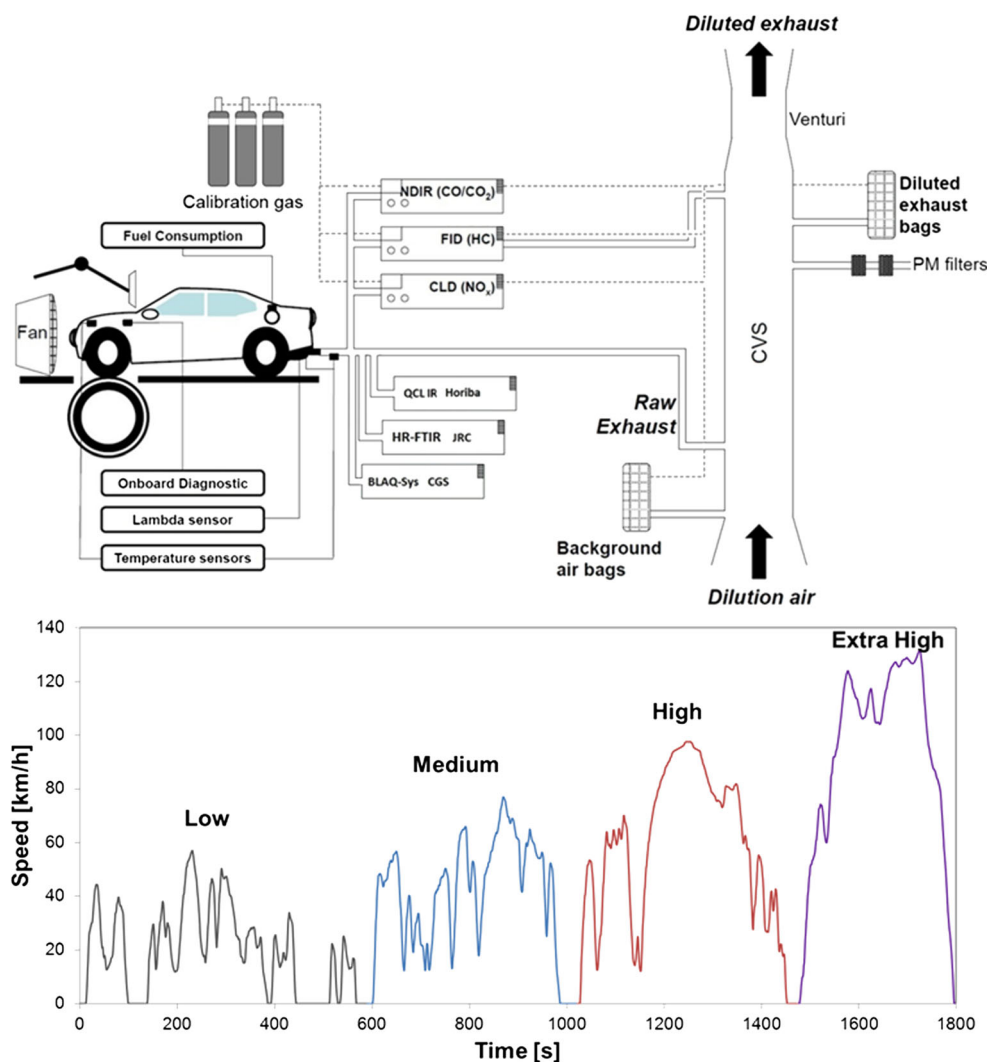 Diluted exhaust
Venturi
Calibration gas
NDIR (CO/CO₂)
Diluted
exhaust
bags
Fuel Consumption
FID (HC)
PM filters
CLD (NOₓ)
Fan
CVS
QCL IR Horiba
Raw
Exhaust
HR-FTIR JRC
BLAQ-Sys CGS
Onboard Diagnostic
Lambda sensor
Temperature sensors
Background
air bags
Dilution air
140
120
100
80
60
40
20
0
Speed [km/h]
Low
Medium
High
Extra High
0 200 400 600 800 1000 1200 1400 1600 1800
Time [s]